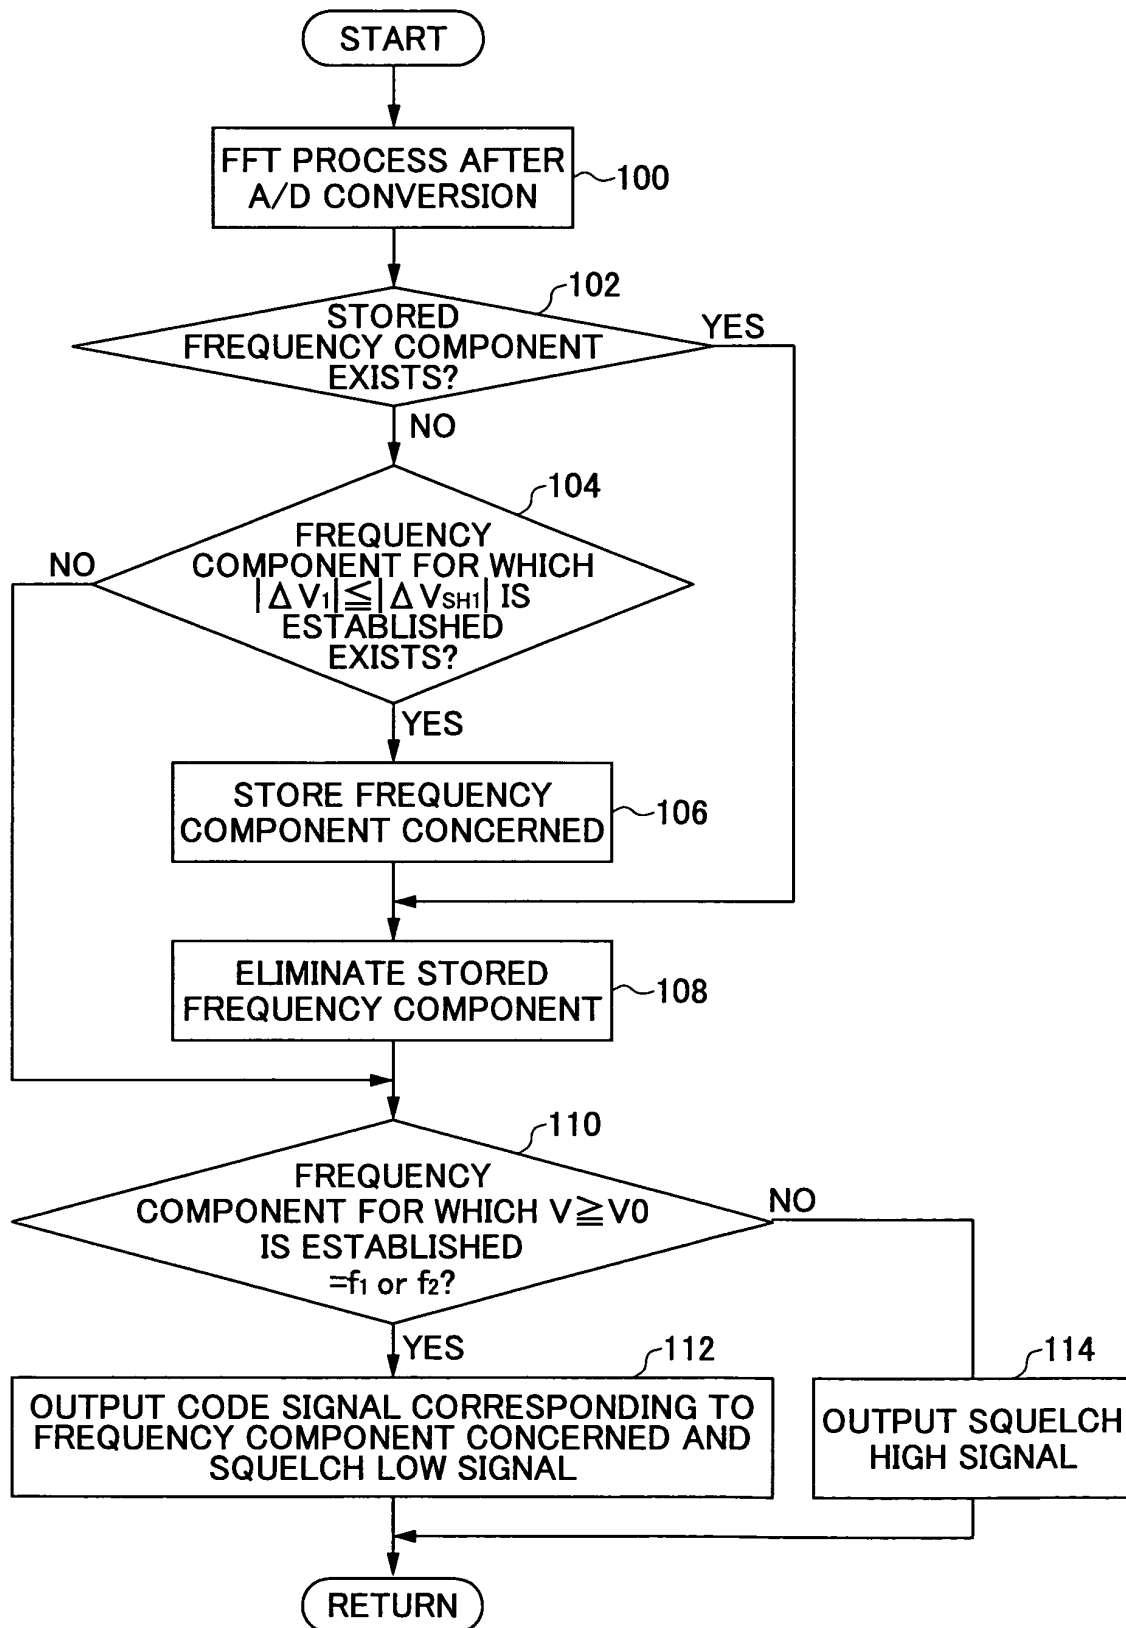 START
FFT PROCESS AFTER
A/D CONVERSION
100
102
STORED
FREQUENCY COMPONENT
EXISTS?
YES
NO
104
FREQUENCY
COMPONENT FOR WHICH
|ΔV1|≦|ΔVSH1| IS
ESTABLISHED
EXISTS?
NO
YES
STORE FREQUENCY
COMPONENT CONCERNED
106
ELIMINATE STORED
FREQUENCY COMPONENT
108
110
FREQUENCY
COMPONENT FOR WHICH V≧V0
IS ESTABLISHED
=f1 or f2?
NO
YES
112
OUTPUT CODE SIGNAL CORRESPONDING TO
FREQUENCY COMPONENT CONCERNED AND
SQUELCH LOW SIGNAL
114
OUTPUT SQUELCH
HIGH SIGNAL
RETURN